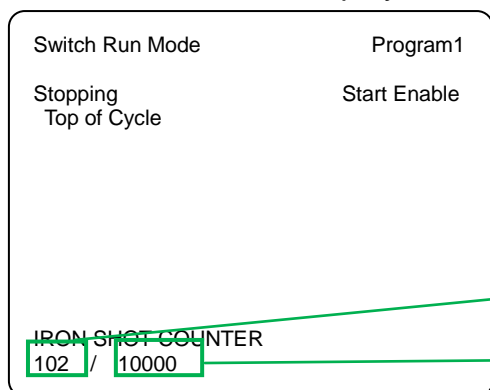 Switch Run Mode Program1
Stopping Start Enable
Top of Cycle
IRON SHOT COUNTER
102 / 10000